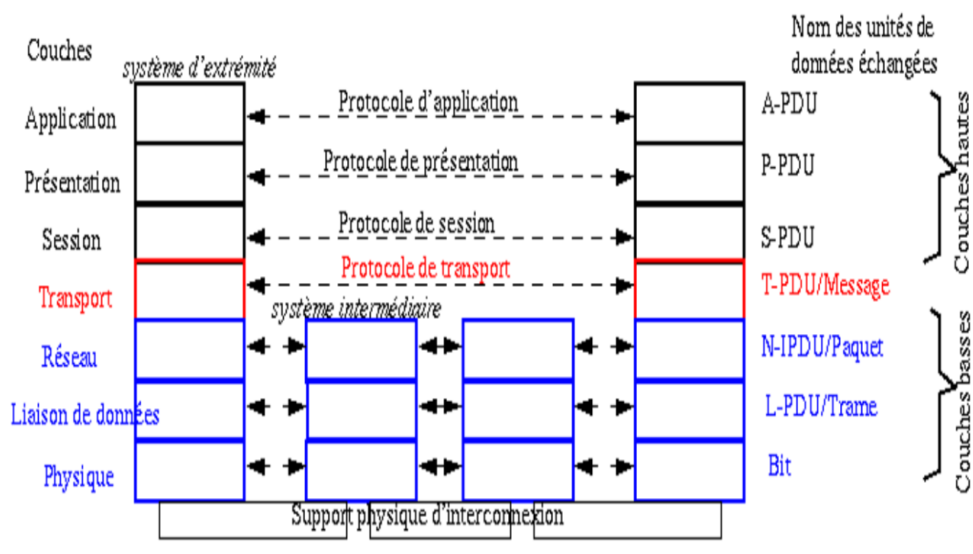 Couches
Nom des unités de
données échangées
système d'extrémité
Application
Protocole d'application
A-PDU
Présentation
Protocole de présentation
P-PDU
Session
Protocole de session
S-PDU
Couches hautes
Transport
Protocole de transport
T-PDU/Message
système intermédiaire
Réseau
N-IPDU/Paquet
Liaison de données
L-PDU/Trame
Physique
Bit
Couches basses
Support physique d'interconnexion